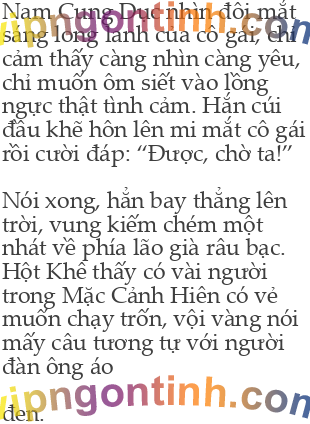 Nam Cung Dục nhìn đôi mắt
sáng long lanh của cô gái, chỉ
cảm thấy càng nhìn càng yêu,
chỉ muốn ôm siết vào lồng
ngực thật tình cảm. Hắn cúi
đầu khẽ hôn lên mi mắt cô gái
rồi cười đáp: “Được, chờ ta!”
Nói xong, hắn bay thẳng lên
trời, vung kiếm chém một
nhát về phía lão già râu bạc.
Hột Khê thấy có vài người
trong Mặc Cảnh Hiên có vẻ
muốn chạy trốn, vội vàng nói
mấy câu tương tự với người
đàn ông áo
đen.
vipngontinh.com
vipngontinh.com